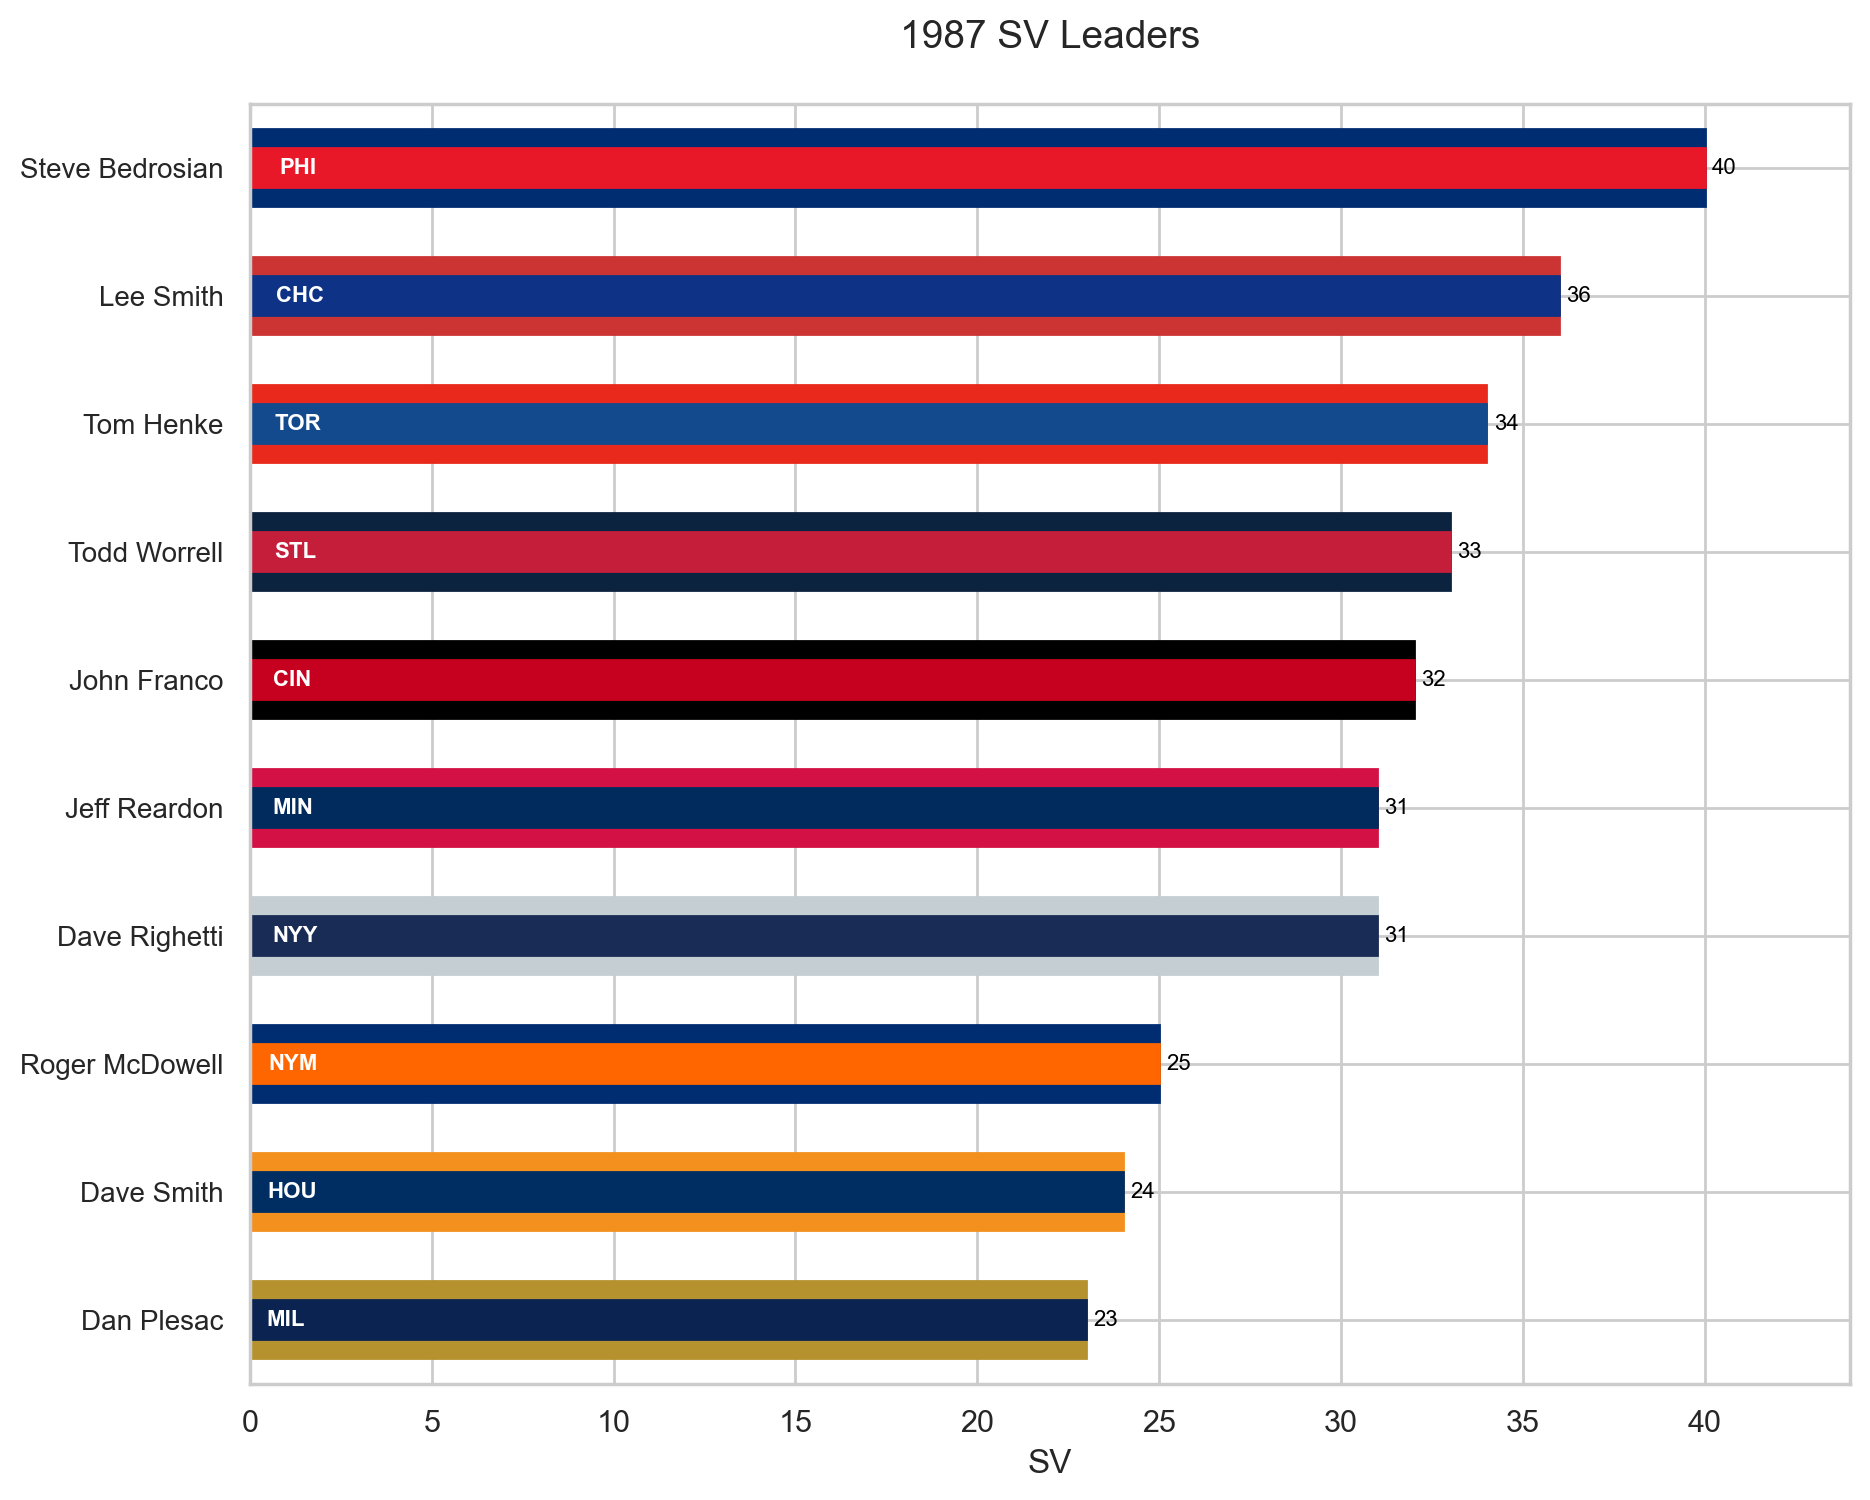 1987 SV Leaders
Steve Bedrosian PHI 40
Lee Smith CHC 36
Tom Henke TOR 34
Todd Worrell STL 33
John Franco CIN 32
Jeff Reardon MIN 31
Dave Righetti NYY 31
Roger McDowell NYM 25
Dave Smith HOU 24
Dan Plesac MIL 23
0 5 10 15 20 25 30 35 40
SV